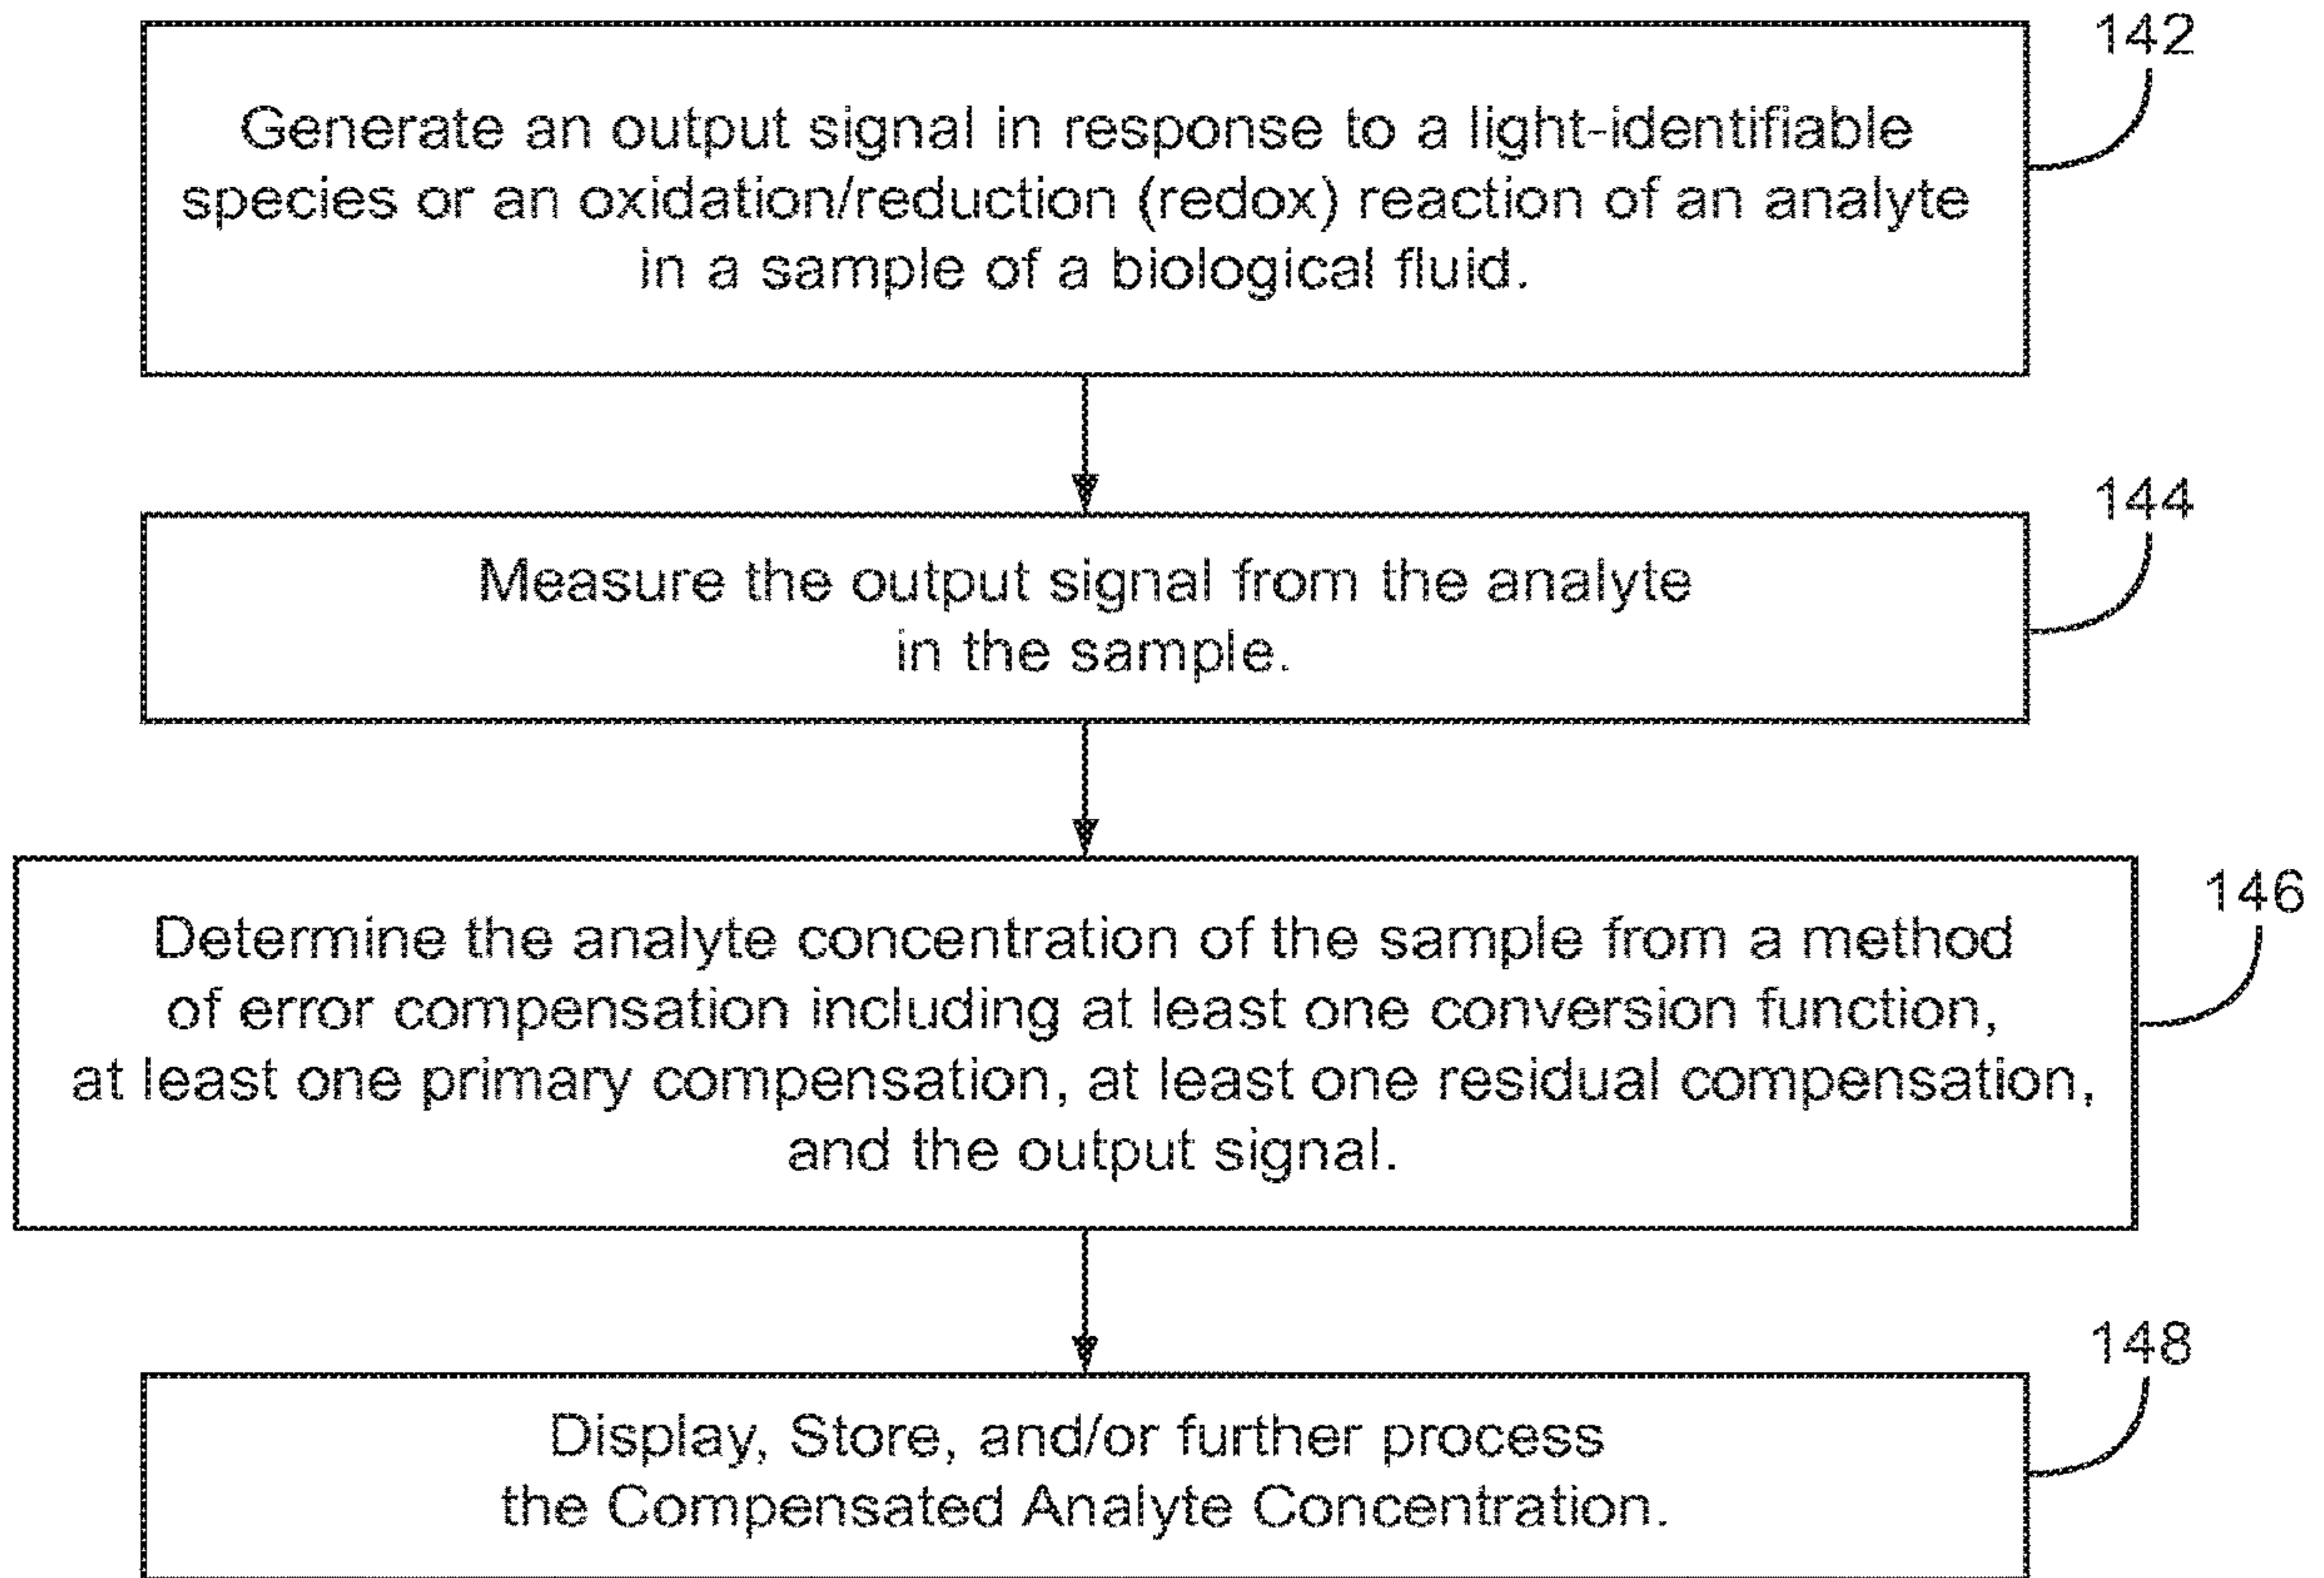 142
Generate an output signal in response to a light-identifiable
species or an oxidation/reduction (redox) reaction of an analyte
in a sample of a biological fluid.
144
Measure the output signal from the analyte
in the sample.
146
Determine the analyte concentration of the sample from a method
of error compensation including at least one conversion function,
at least one primary compensation, at least one residual compensation,
and the output signal.
148
Display, Store, and/or further process
the Compensated Analyte Concentration.